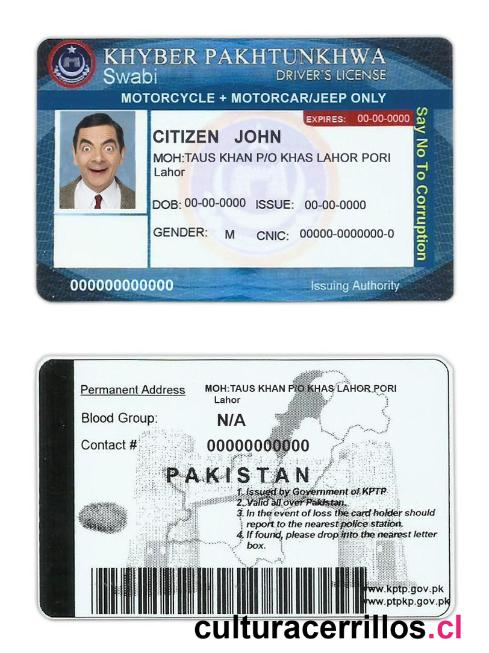 KHYBER PAKHTUNKHWA
Swabi
DRIVER'S LICENSE
MOTORCYCLE + MOTORCAR/JEEP ONLY
EXPIRES: 00-00-0000
CITIZEN JOHN
MOH:TAUS KHAN P/O KHAS LAHOR PORI
Lahor
DOB: 00-00-0000 ISSUE: 00-00-0000
GENDER: M CNIC: 00000-0000000-0
Say No To Corruption
000000000000
Issuing Authority
Permanent Address MOH:TAUS KHAN P/O KHAS LAHOR PORI
Lahor
Blood Group: N/A
Contact # 00000000000
PAKISTAN
1. Issued by Government of KPTP
2. Valid all over Pakistan.
3. In the event of loss the card holder should
report to the nearest police station.
4. If found, please drop into the nearest letter
box.
www.kptp.gov.pk
www.ptpkp.gov.pk
culturacerrillos.cl